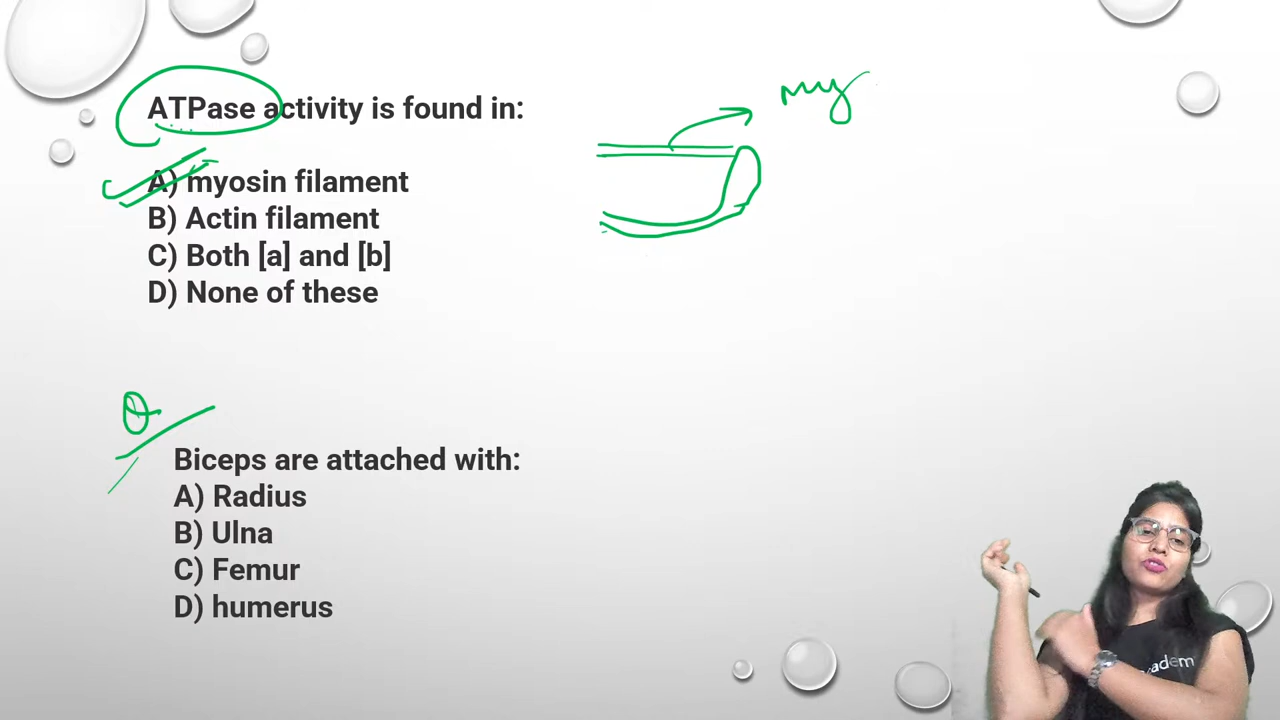 ATPase activity is found in:
my
A) myosin filament
B) Actin filament
C) Both [a] and [b]
D) None of these
Q
Biceps are attached with:
A) Radius
B) Ulna
C) Femur
D) humerus